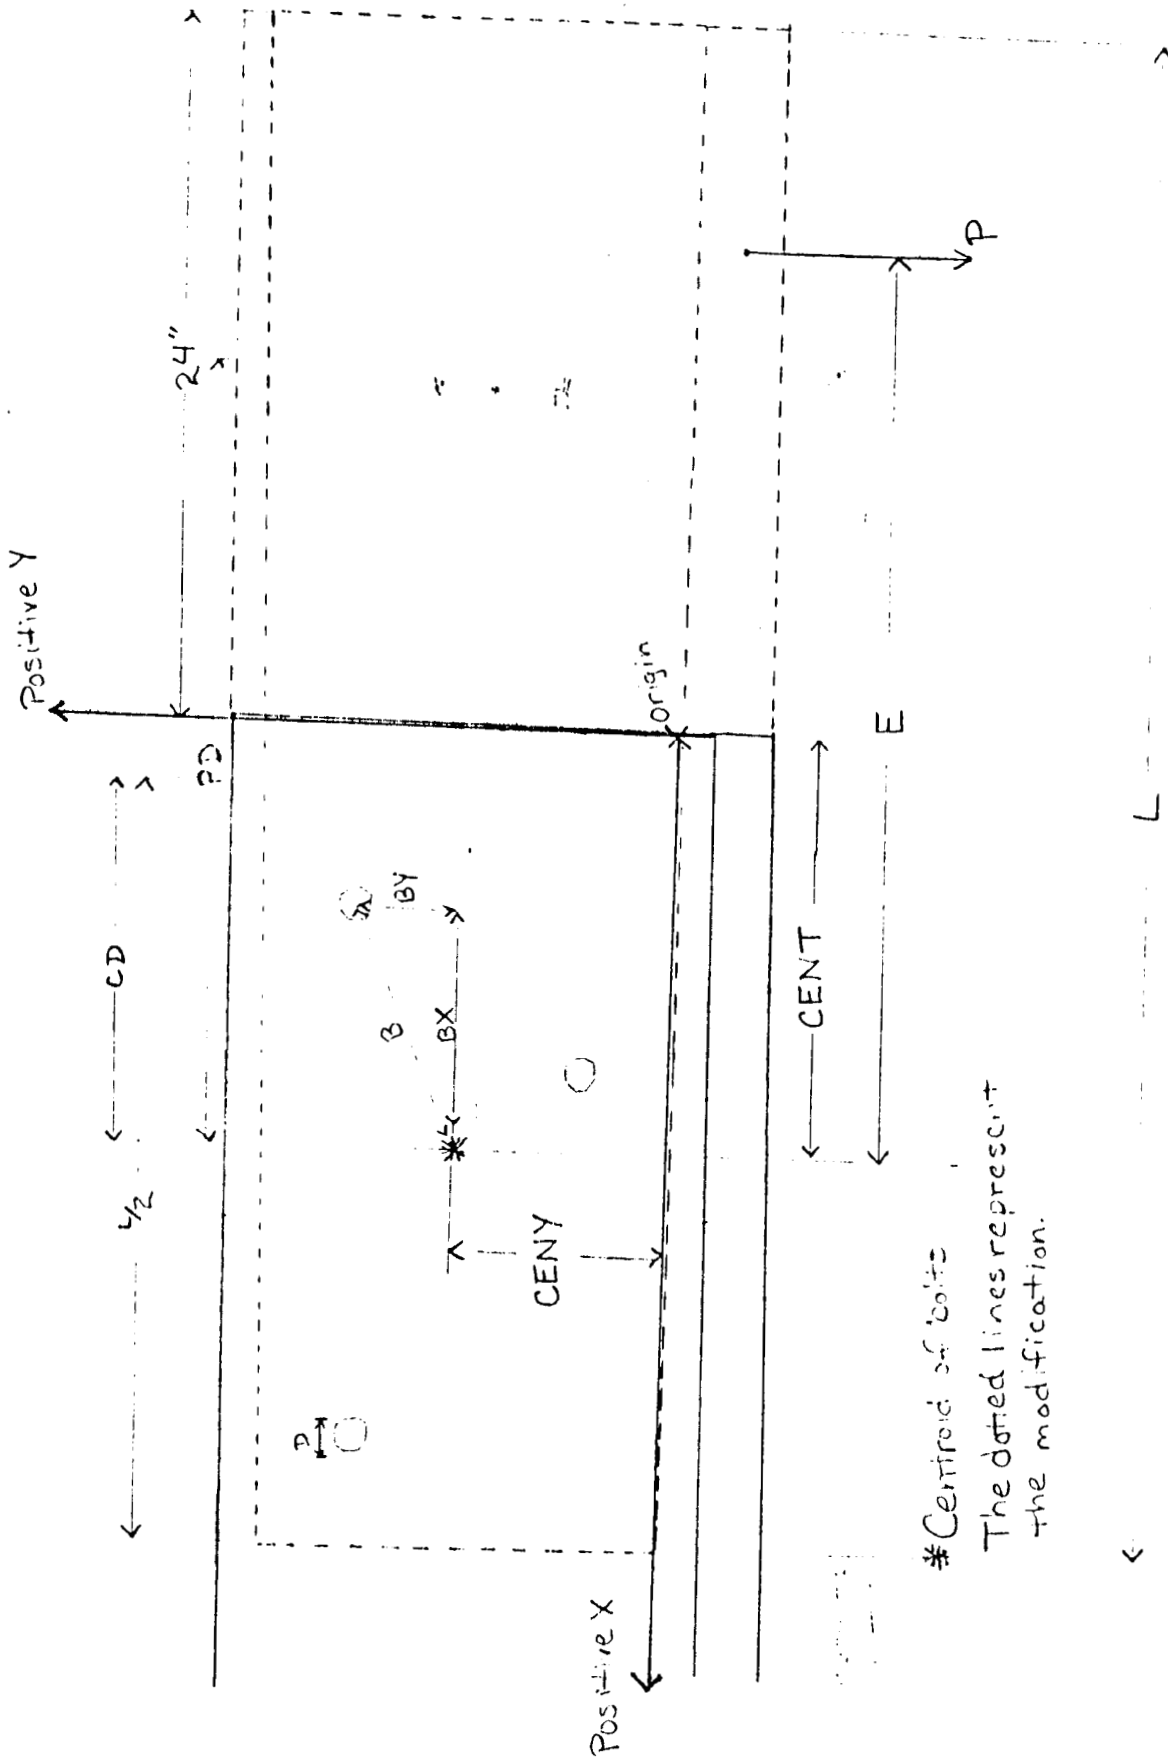 Positive Y
24"
CD
PD
L/2
BY
B
BX
Origin
CENY
D
CENT
E
P
Positive X
L
*Centroid of bolts
The dotted lines represent
the modification.